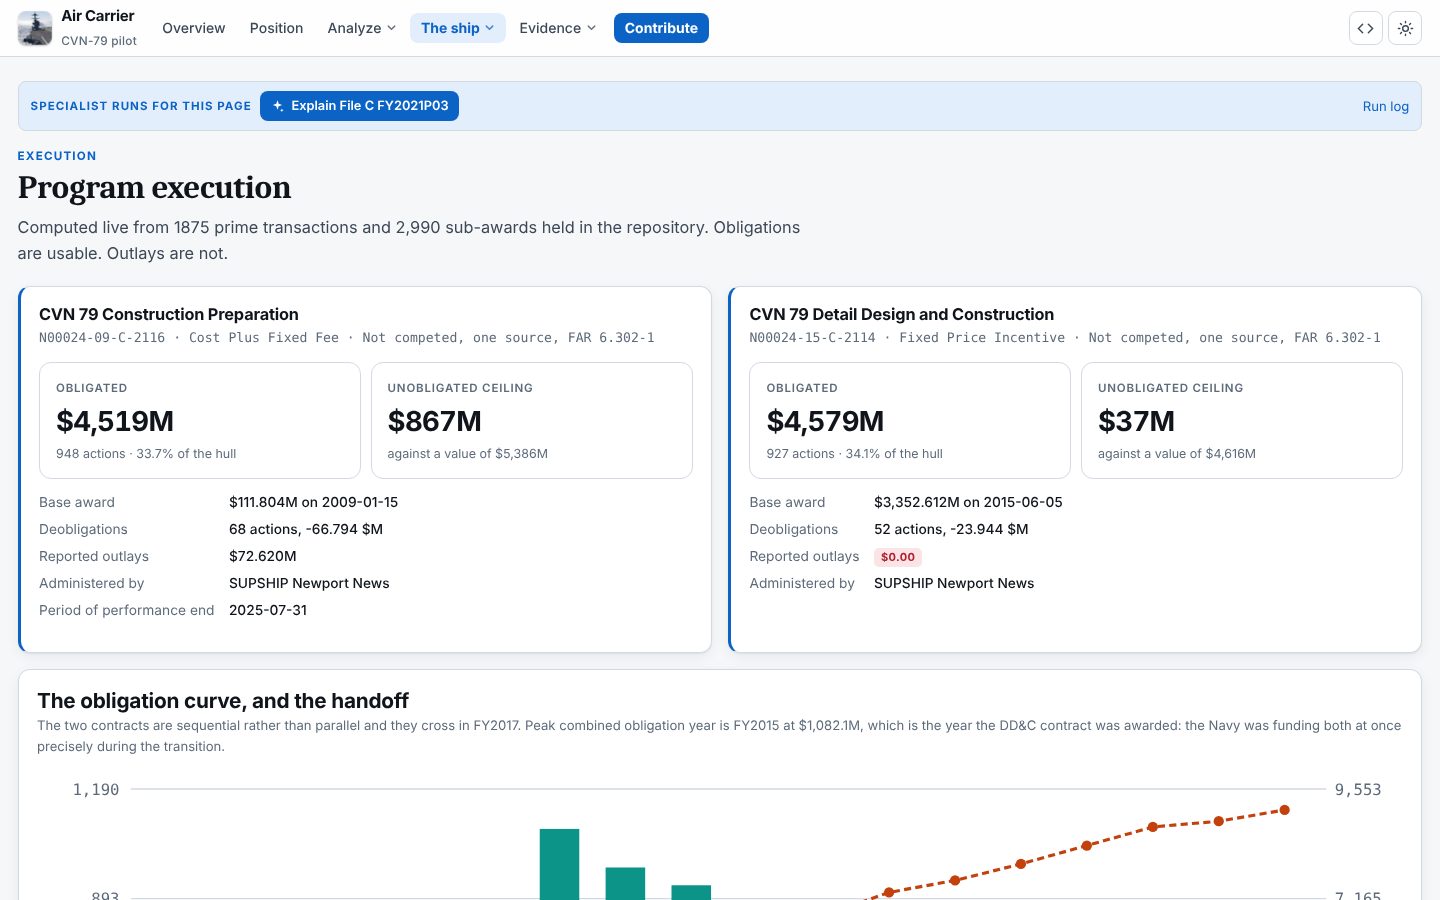 Air Carrier
CVN-79 pilot
Overview
Position
Analyze
The ship
Evidence
Contribute
SPECIALIST RUNS FOR THIS PAGE
Explain File C FY2021P03
Run log
EXECUTION
Program execution
Computed live from 1875 prime transactions and 2,990 sub-awards held in the repository. Obligations
are usable. Outlays are not.
CVN 79 Construction Preparation
N00024-09-C-2116 · Cost Plus Fixed Fee · Not competed, one source, FAR 6.302-1
OBLIGATED
$4,519M
948 actions · 33.7% of the hull
UNOBLIGATED CEILING
$867M
against a value of $5,386M
Base award $111.804M on 2009-01-15
Deobligations 68 actions, -66.794 $M
Reported outlays $72.620M
Administered by SUPSHIP Newport News
Period of performance end 2025-07-31
CVN 79 Detail Design and Construction
N00024-15-C-2114 · Fixed Price Incentive · Not competed, one source, FAR 6.302-1
OBLIGATED
$4,579M
927 actions · 34.1% of the hull
UNOBLIGATED CEILING
$37M
against a value of $4,616M
Base award $3,352.612M on 2015-06-05
Deobligations 52 actions, -23.944 $M
Reported outlays $0.00
Administered by SUPSHIP Newport News
The obligation curve, and the handoff
The two contracts are sequential rather than parallel and they cross in FY2017. Peak combined obligation year is FY2015 at $1,082.1M, which is the year the DD&C contract was awarded: the Navy was funding both at once
precisely during the transition.
1,190
9,553
893
7,165